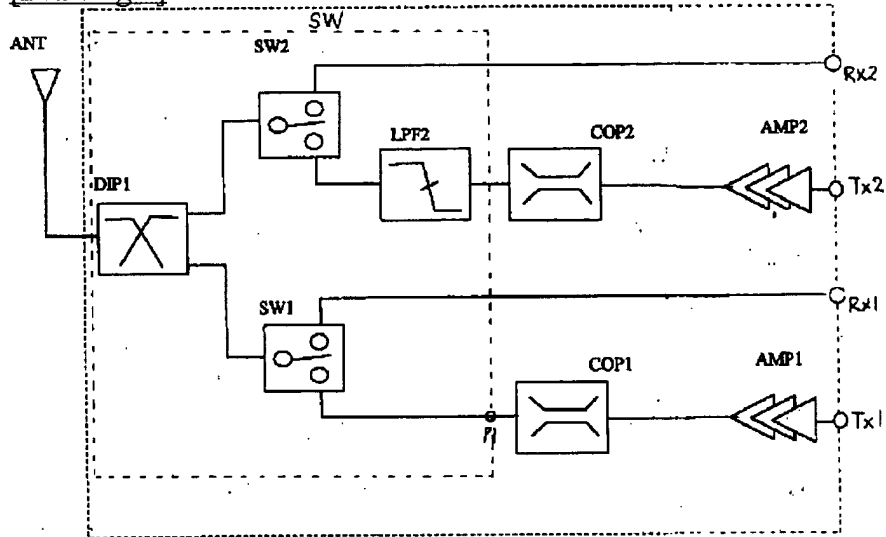 SW
ANT
SW2
Rx2
LPF2
COP2
AMP2
DIP1
Tx2
SW1
Rx1
COP1
AMP1
P1
Tx1